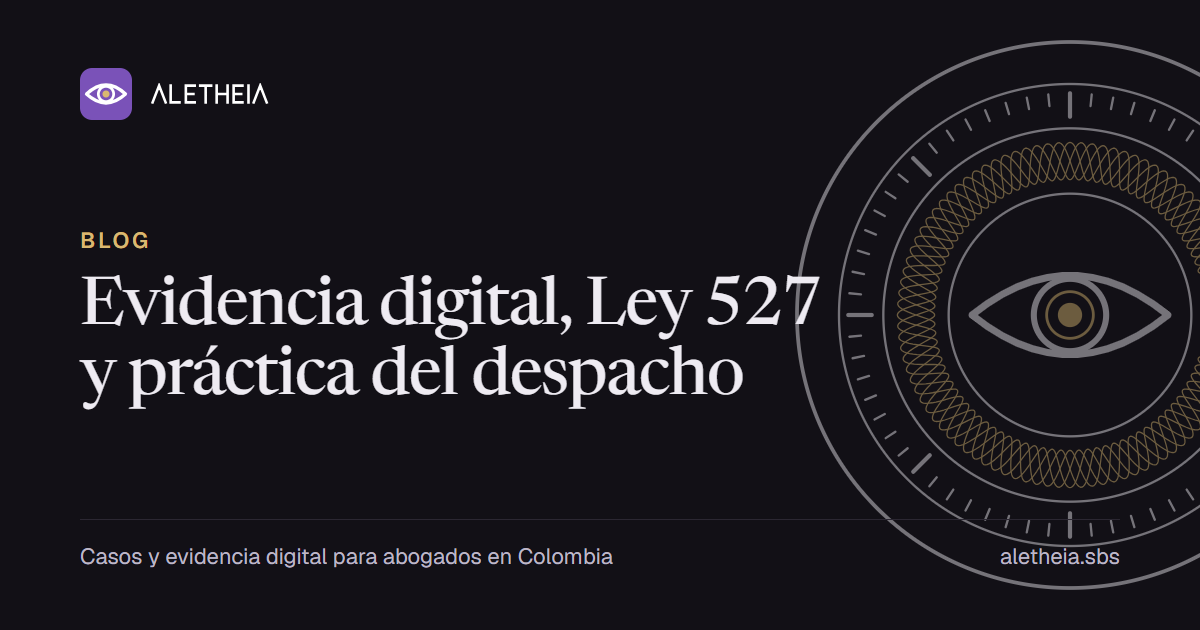 ALETHEIA
BLOG
Evidencia digital, Ley 527
y práctica del despacho
Casos y evidencia digital para abogados en Colombia
aletheia.sbs